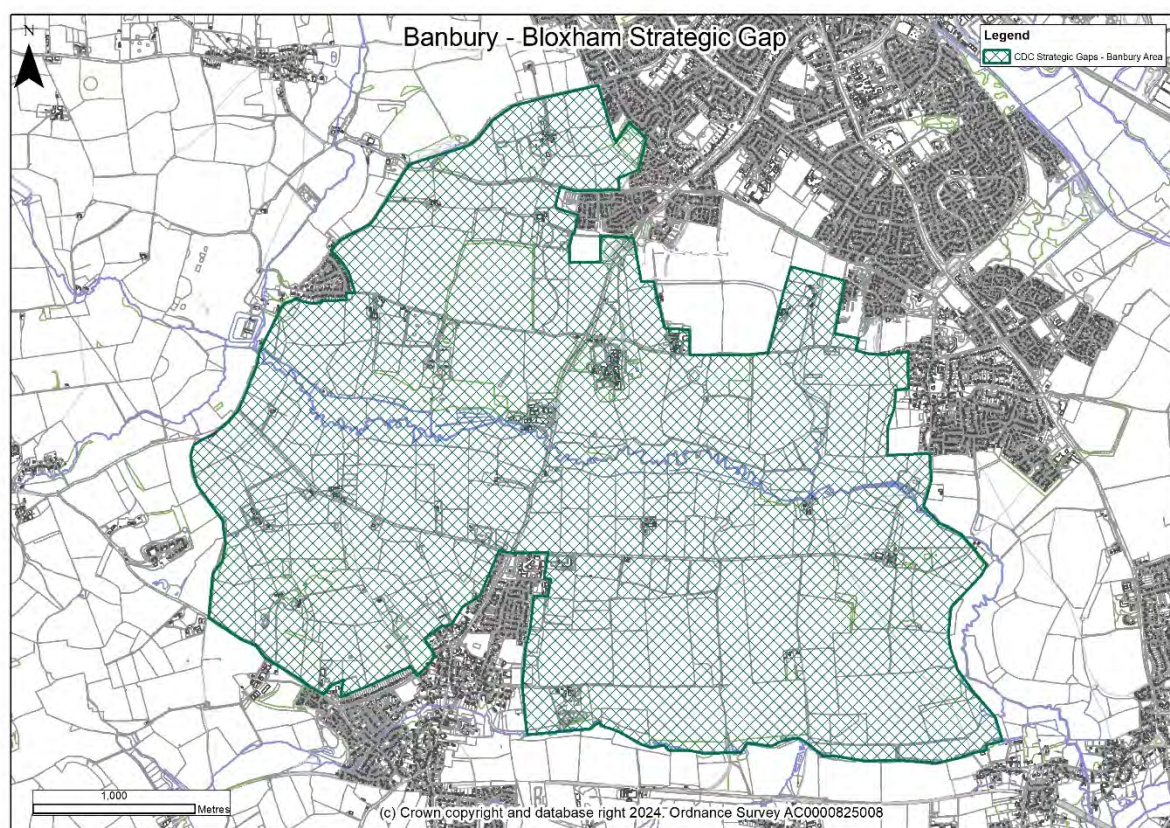 Banbury - Bloxham Strategic Gap
N
Legend
CDC Strategic Gaps - Banbury Area
1,000
Metres
(c) Crown copyright and database right 2024. Ordnance Survey AC0000825008